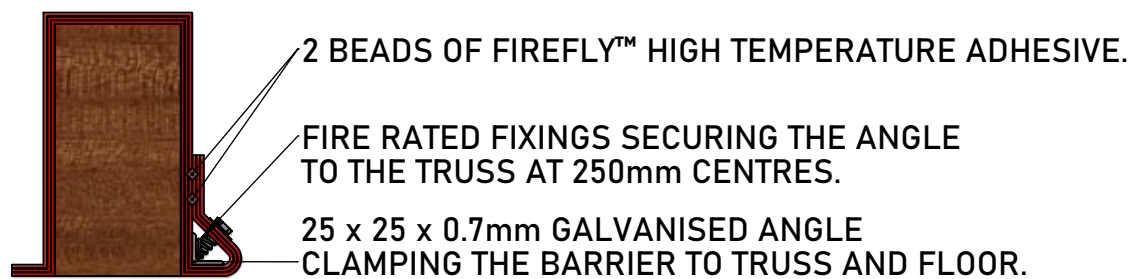 2 BEADS OF FIREFLY™ HIGH TEMPERATURE ADHESIVE.
FIRE RATED FIXINGS SECURING THE ANGLE
TO THE TRUSS AT 250mm CENTRES.
25 x 25 x 0.7mm GALVANISED ANGLE
CLAMPING THE BARRIER TO TRUSS AND FLOOR.